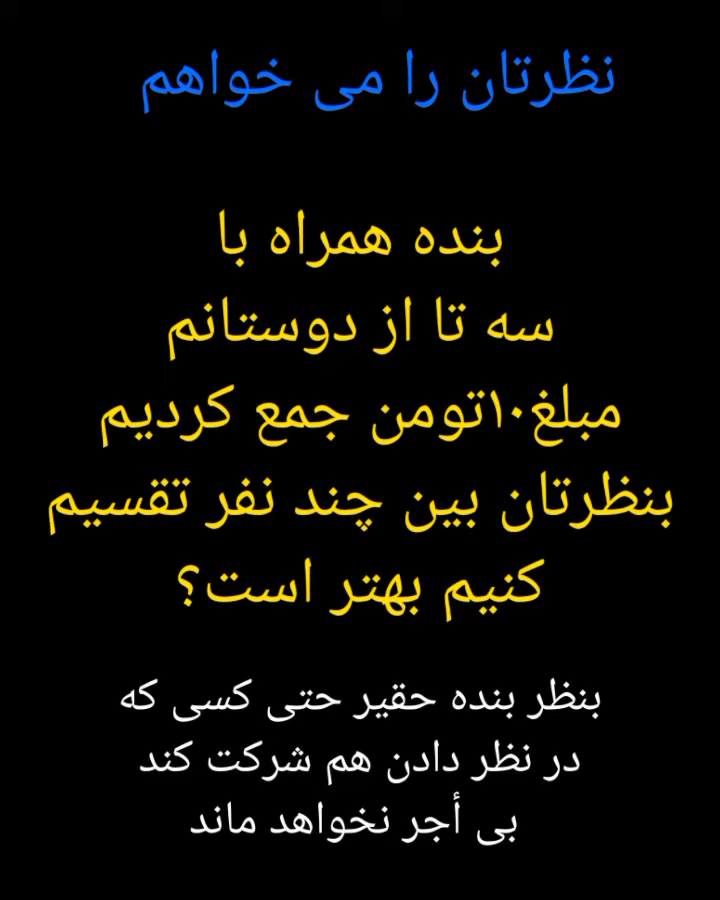 نظرتان را می خواهم
بنده همراه با
سه تا از دوستانم
مبلغ۱۰تومن جمع کردیم
بنظرتان بین چند نفر تقسیم
کنیم بهتر است؟
بنظر بنده حقیر حتی کسی که
در نظر دادن هم شرکت کند
بی أجر نخواهد ماند